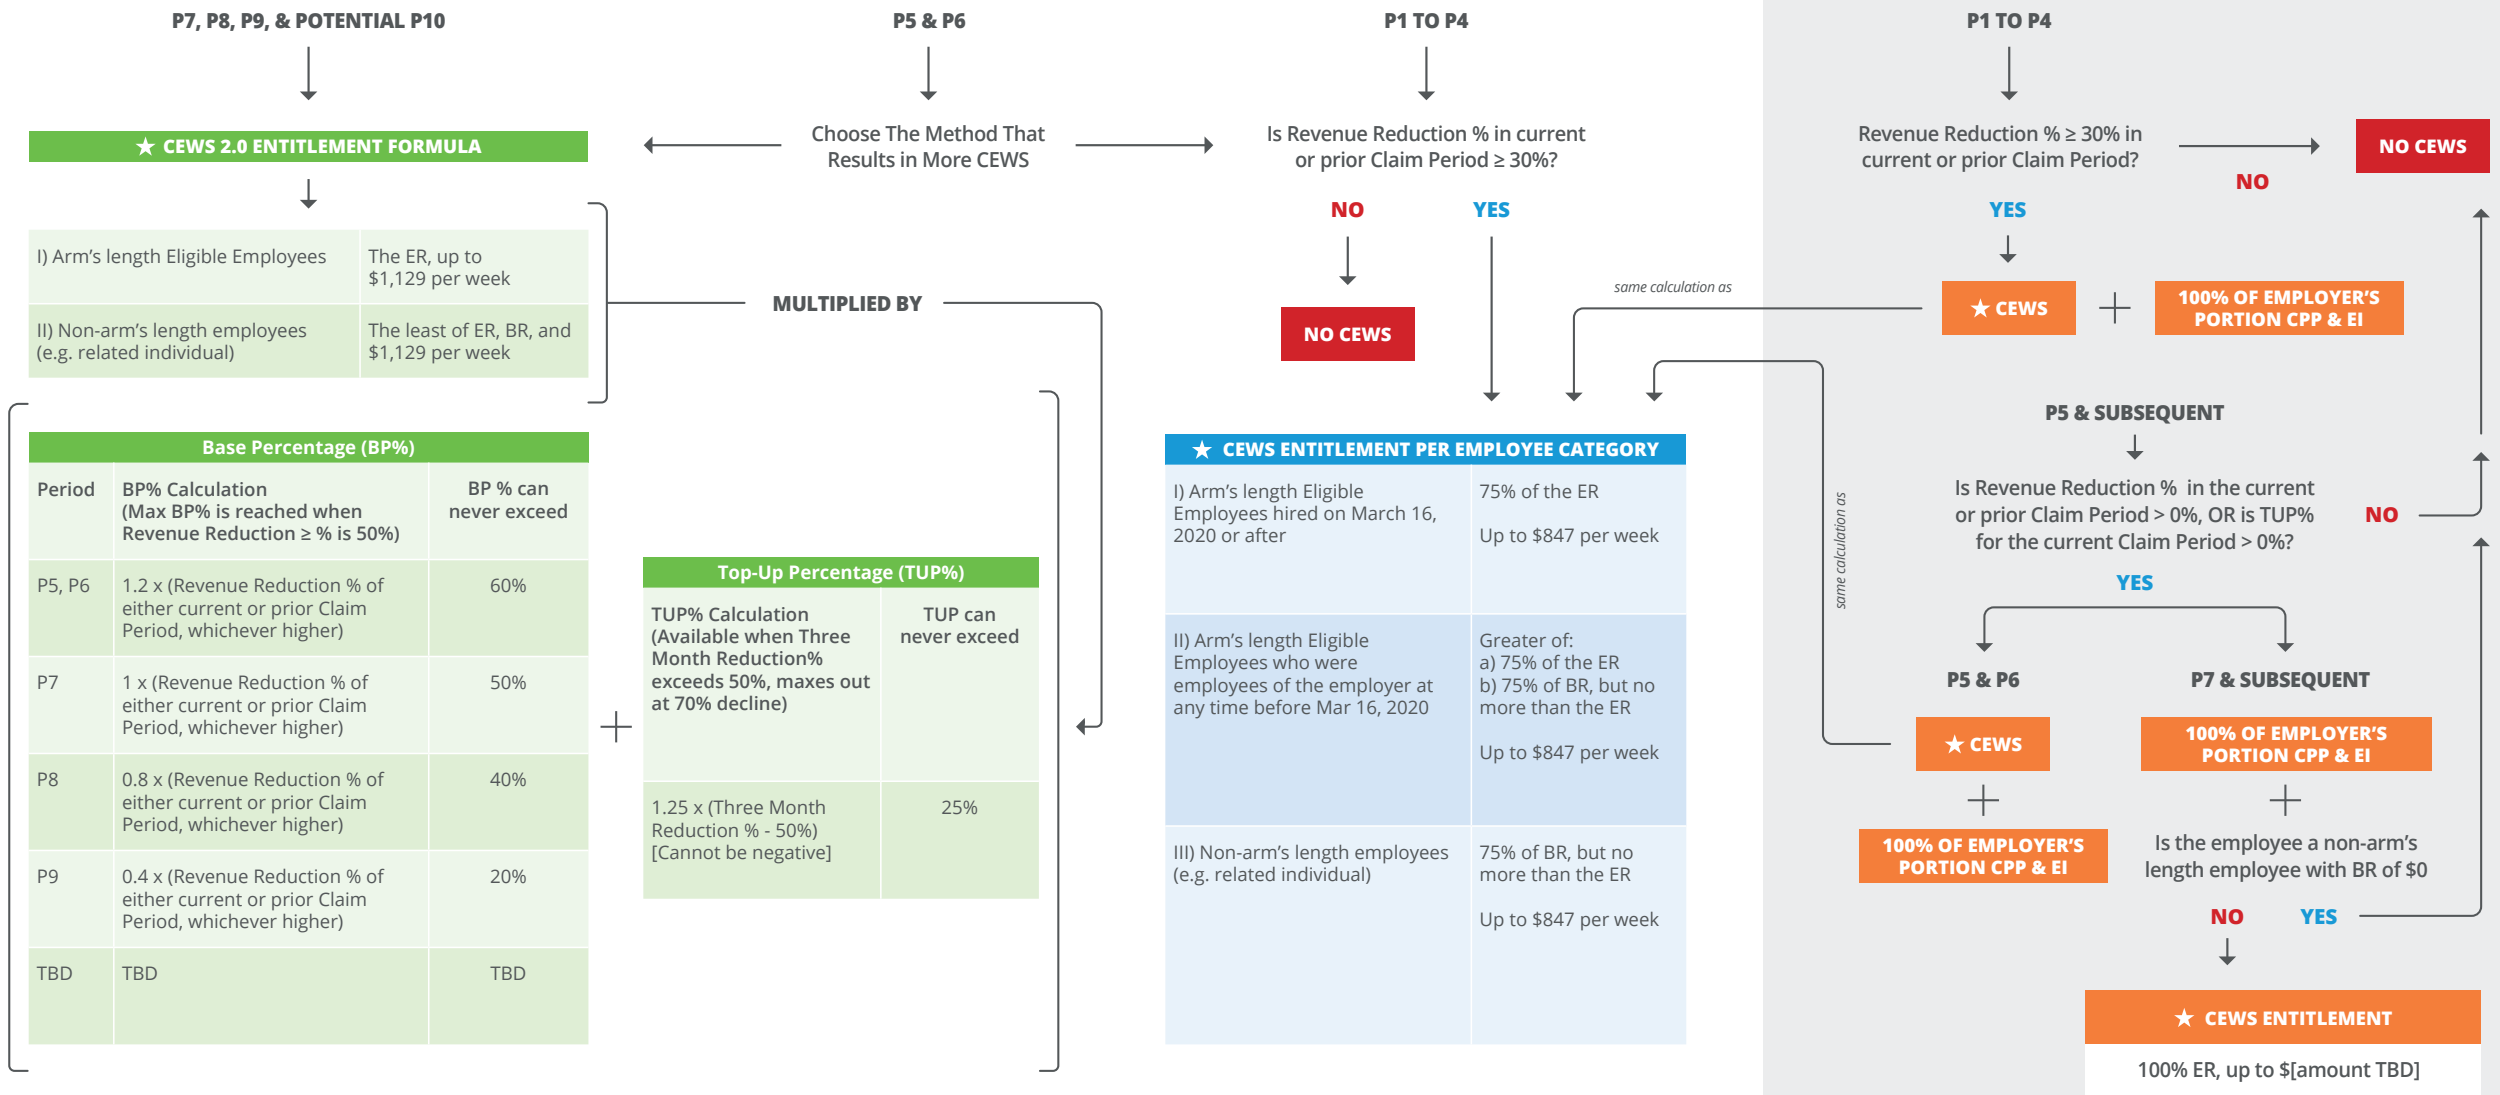 P7, P8, P9, & POTENTIAL P10
★ CEWS 2.0 ENTITLEMENT FORMULA
I) Arm’s length Eligible Employees
The ER, up to
$1,129 per week
II) Non-arm’s length employees
(e.g. related individual)
The least of ER, BR, and
$1,129 per week
MULTIPLIED BY
Base Percentage (BP%)
Period
BP% Calculation
(Max BP% is reached when
Revenue Reduction ≥ % is 50%)
BP % can
never exceed
P5, P6
1.2 x (Revenue Reduction % of
either current or prior Claim
Period, whichever higher)
60%
P7
1 x (Revenue Reduction % of
either current or prior Claim
Period, whichever higher)
50%
P8
0.8 x (Revenue Reduction % of
either current or prior Claim
Period, whichever higher)
40%
P9
0.4 x (Revenue Reduction % of
either current or prior Claim
Period, whichever higher)
20%
TBD
TBD
TBD
+
Top-Up Percentage (TUP%)
TUP% Calculation
(Available when Three
Month Reduction%
exceeds 50%, maxes out
at 70% decline)
TUP can
never exceed
1.25 x (Three Month
Reduction % - 50%)
[Cannot be negative]
25%
P5 & P6
Choose The Method That
Results in More CEWS
P1 TO P4
Is Revenue Reduction % in current
or prior Claim Period ≥ 30%?
NO
YES
NO CEWS
same calculation as
★ CEWS ENTITLEMENT PER EMPLOYEE CATEGORY
I) Arm’s length Eligible
Employees hired on March 16,
2020 or after
75% of the ER
Up to $847 per week
II) Arm’s length Eligible
Employees who were
employees of the employer at
any time before Mar 16, 2020
Greater of:
a) 75% of the ER
b) 75% of BR, but no
more than the ER
Up to $847 per week
III) Non-arm’s length employees
(e.g. related individual)
75% of BR, but no
more than the ER
Up to $847 per week
P1 TO P4
Revenue Reduction % ≥ 30% in
current or prior Claim Period?
NO
NO CEWS
YES
★ CEWS
+
100% OF EMPLOYER’S
PORTION CPP & EI
P5 & SUBSEQUENT
Is Revenue Reduction % in the current
or prior Claim Period > 0%, OR is TUP%
for the current Claim Period > 0%?
NO
YES
same calculation as
P5 & P6
★ CEWS
+
100% OF EMPLOYER’S
PORTION CPP & EI
P7 & SUBSEQUENT
100% OF EMPLOYER’S
PORTION CPP & EI
+
Is the employee a non-arm’s
length employee with BR of $0
NO
YES
★ CEWS ENTITLEMENT
100% ER, up to $[amount TBD]